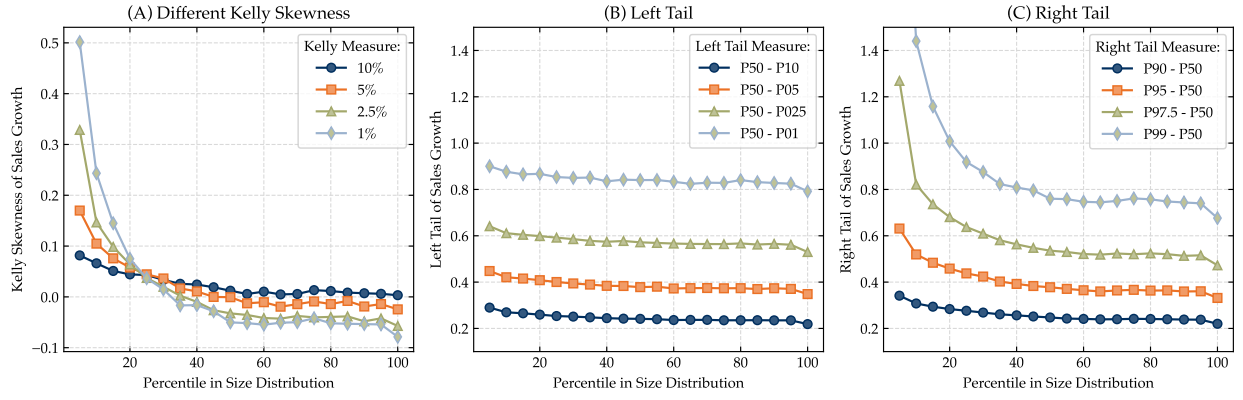 (A) Different Kelly Skewness
Kelly Skewness of Sales Growth
0.5
0.4
0.3
0.2
0.1
0.0
−0.1
Kelly Measure:
10%
5%
2.5%
1%
20
40
60
80
100
Percentile in Size Distribution
(B) Left Tail
Left Tail of Sales Growth
1.4
1.2
1.0
0.8
0.6
0.4
0.2
Left Tail Measure:
P50 - P10
P50 - P05
P50 - P025
P50 - P01
20
40
60
80
100
Percentile in Size Distribution
(C) Right Tail
Right Tail of Sales Growth
1.4
1.2
1.0
0.8
0.6
0.4
0.2
Right Tail Measure:
P90 - P50
P95 - P50
P97.5 - P50
P99 - P50
20
40
60
80
100
Percentile in Size Distribution